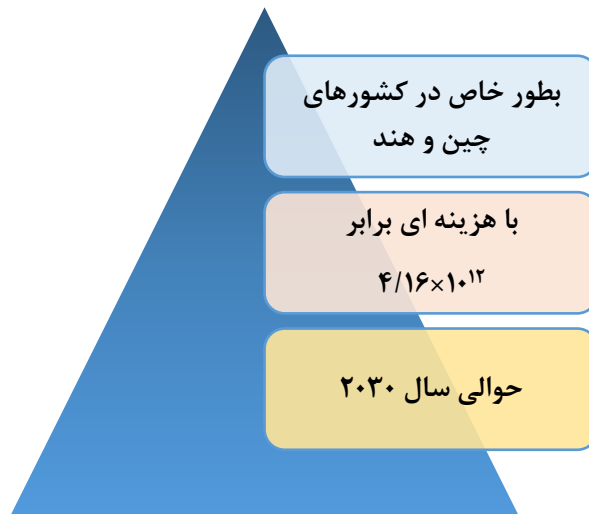 بطور خاص در کشورهای
چین و هند
با هزینه ای برابر
۴/۱۶×۱۰¹²
حوالی سال ۲۰۳۰